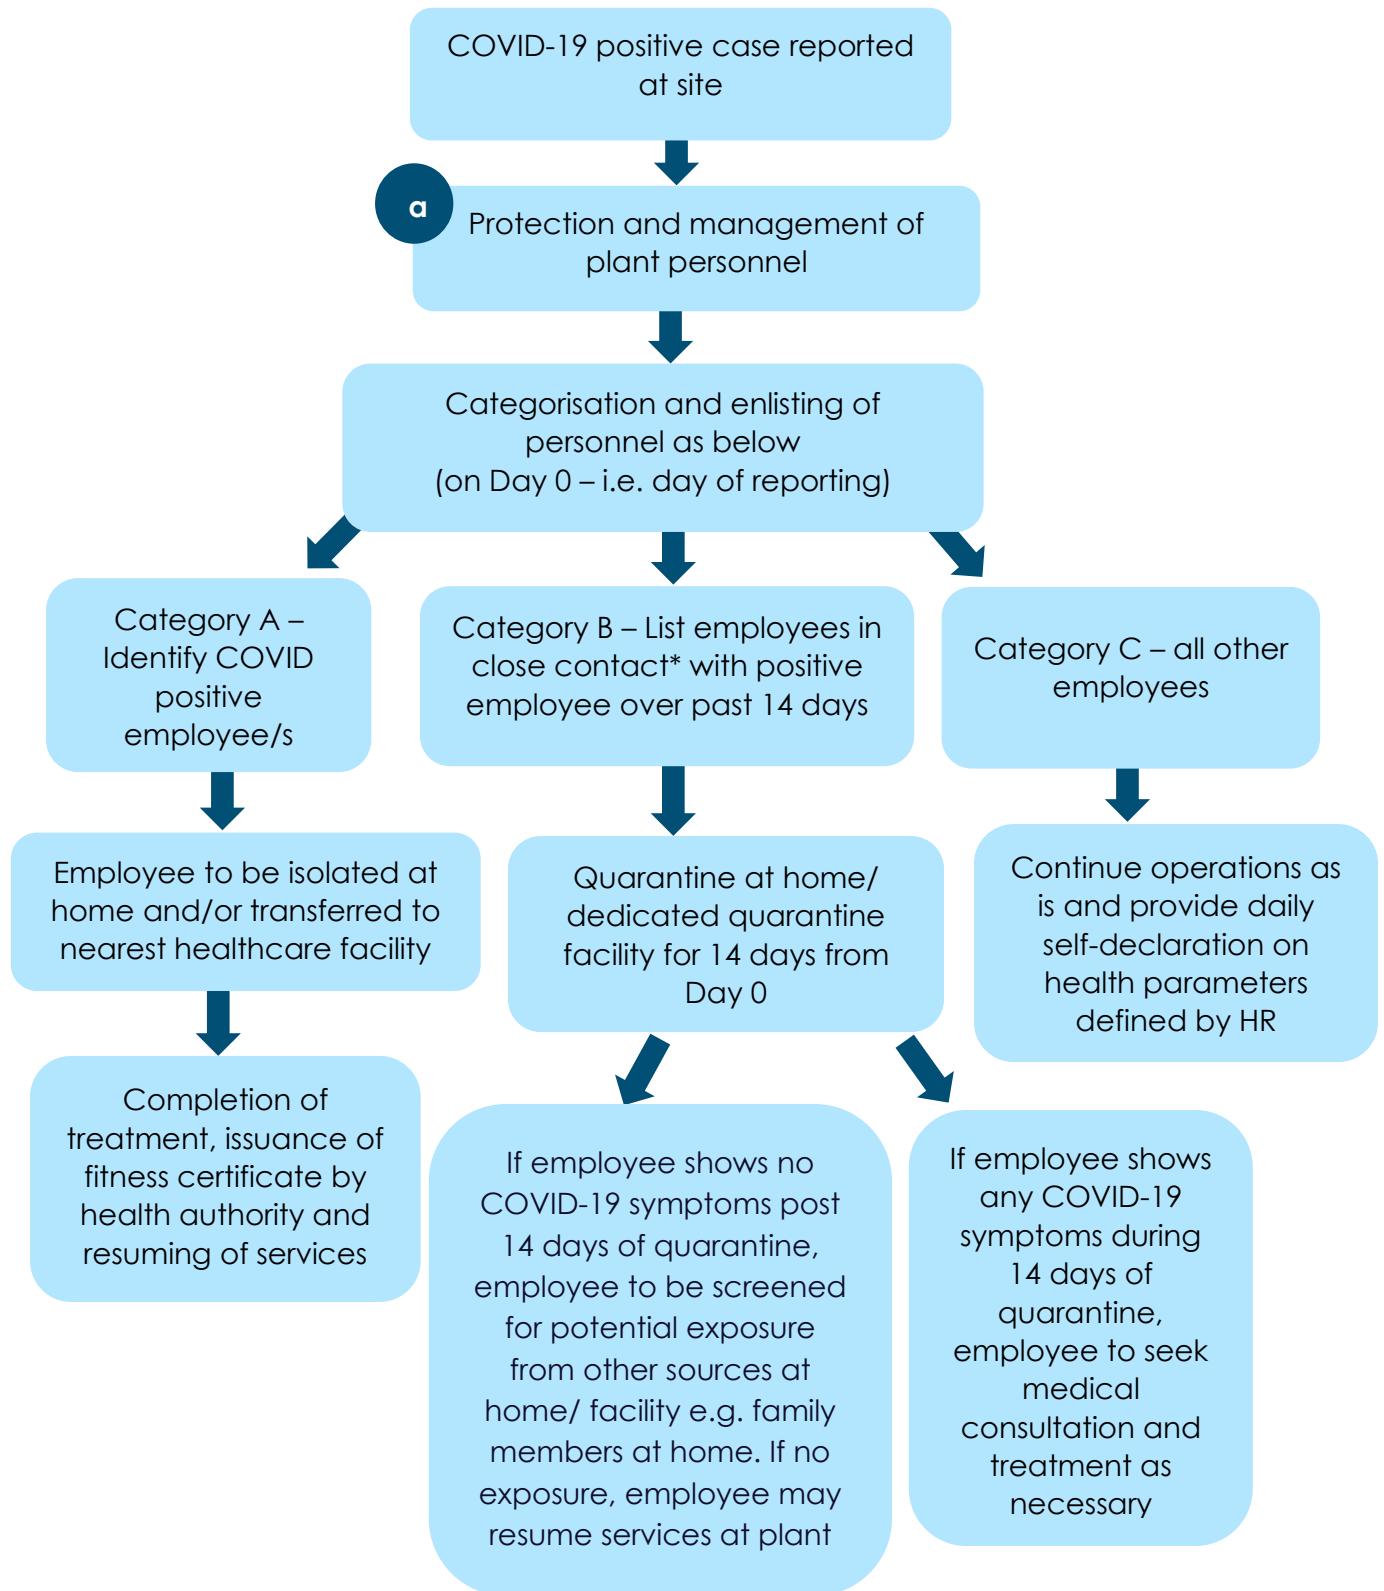 COVID-19 positive case reported
at site
a
Protection and management of
plant personnel
Categorisation and enlisting of
personnel as below
(on Day 0 – i.e. day of reporting)
Category A –
Identify COVID
positive
employee/s
Category B – List employees in
close contact* with positive
employee over past 14 days
Category C – all other
employees
Employee to be isolated at
home and/or transferred to
nearest healthcare facility
Quarantine at home/
dedicated quarantine
facility for 14 days from
Day 0
Continue operations as
is and provide daily
self-declaration on
health parameters
defined by HR
Completion of
treatment, issuance of
fitness certificate by
health authority and
resuming of services
If employee shows no
COVID-19 symptoms post
14 days of quarantine,
employee to be screened
for potential exposure
from other sources at
home/ facility e.g. family
members at home. If no
exposure, employee may
resume services at plant
If employee shows
any COVID-19
symptoms during
14 days of
quarantine,
employee to seek
medical
consultation and
treatment as
necessary